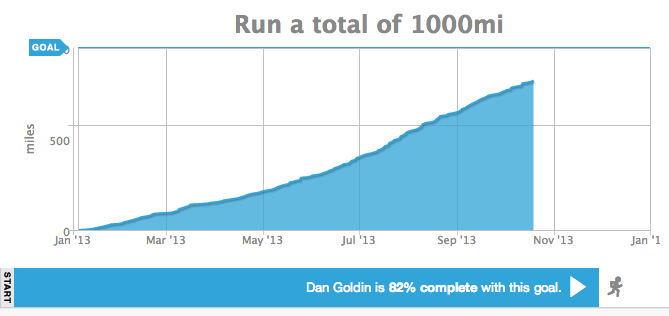 Run a total of 1000mi
GOAL
miles
500
0
Jan '13
Mar '13
May '13
Jul '13
Sep '13
Nov '13
Jan '1
START
Dan Goldin is 82% complete with this goal.